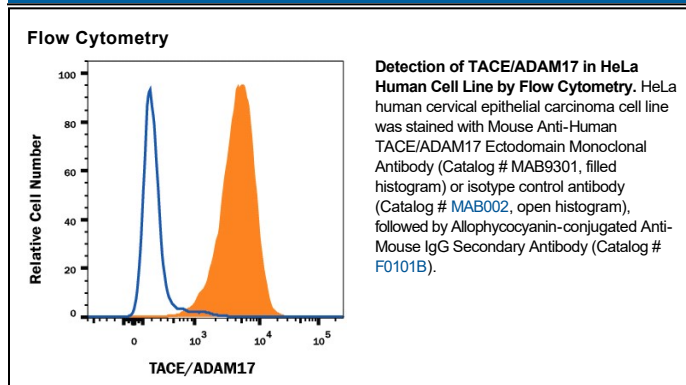 Flow Cytometry
100
80
60
40
20
0
Relative Cell Number
0 10³ 10⁴ 10⁵
TACE/ADAM17
Detection of TACE/ADAM17 in HeLa
Human Cell Line by Flow Cytometry. HeLa
human cervical epithelial carcinoma cell line
was stained with Mouse Anti-Human
TACE/ADAM17 Ectodomain Monoclonal
Antibody (Catalog # MAB9301, filled
histogram) or isotype control antibody
(Catalog # MAB002, open histogram),
followed by Allophycocyanin-conjugated Anti-
Mouse IgG Secondary Antibody (Catalog #
F0101B).